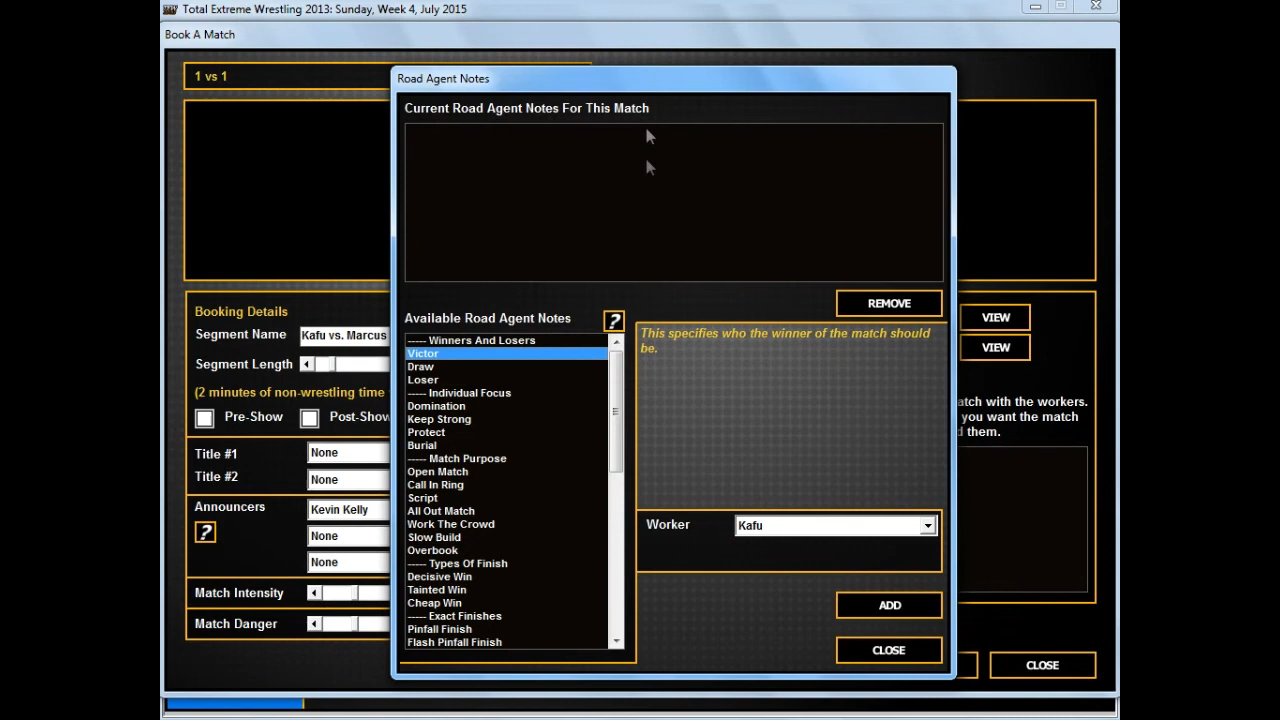 Total Extreme Wrestling 2013: Sunday, Week 4, July 2015
Book A Match
1 vs 1
Road Agent Notes
Current Road Agent Notes For This Match
REMOVE
Booking Details
Segment Name
Kafu vs. Marcus
Segment Length
(2 minutes of non-wrestling time
Pre-Show
Post-Show
Title #1
None
Title #2
None
Announcers
Kevin Kelly
?
None
None
Match Intensity
Match Danger
Available Road Agent Notes
?
----- Winners And Losers
Victor
Draw
Loser
----- Individual Focus
Domination
Keep Strong
Protect
Burial
----- Match Purpose
Open Match
Call In Ring
Script
All Out Match
Work The Crowd
Slow Build
Overbook
----- Types Of Finish
Decisive Win
Tainted Win
Cheap Win
----- Exact Finishes
Pinfall Finish
Flash Pinfall Finish
This specifies who the winner of the match should
be.
Worker
Kafu
ADD
CLOSE
VIEW
VIEW
atch with the workers.
you want the match
d them.
CLOSE